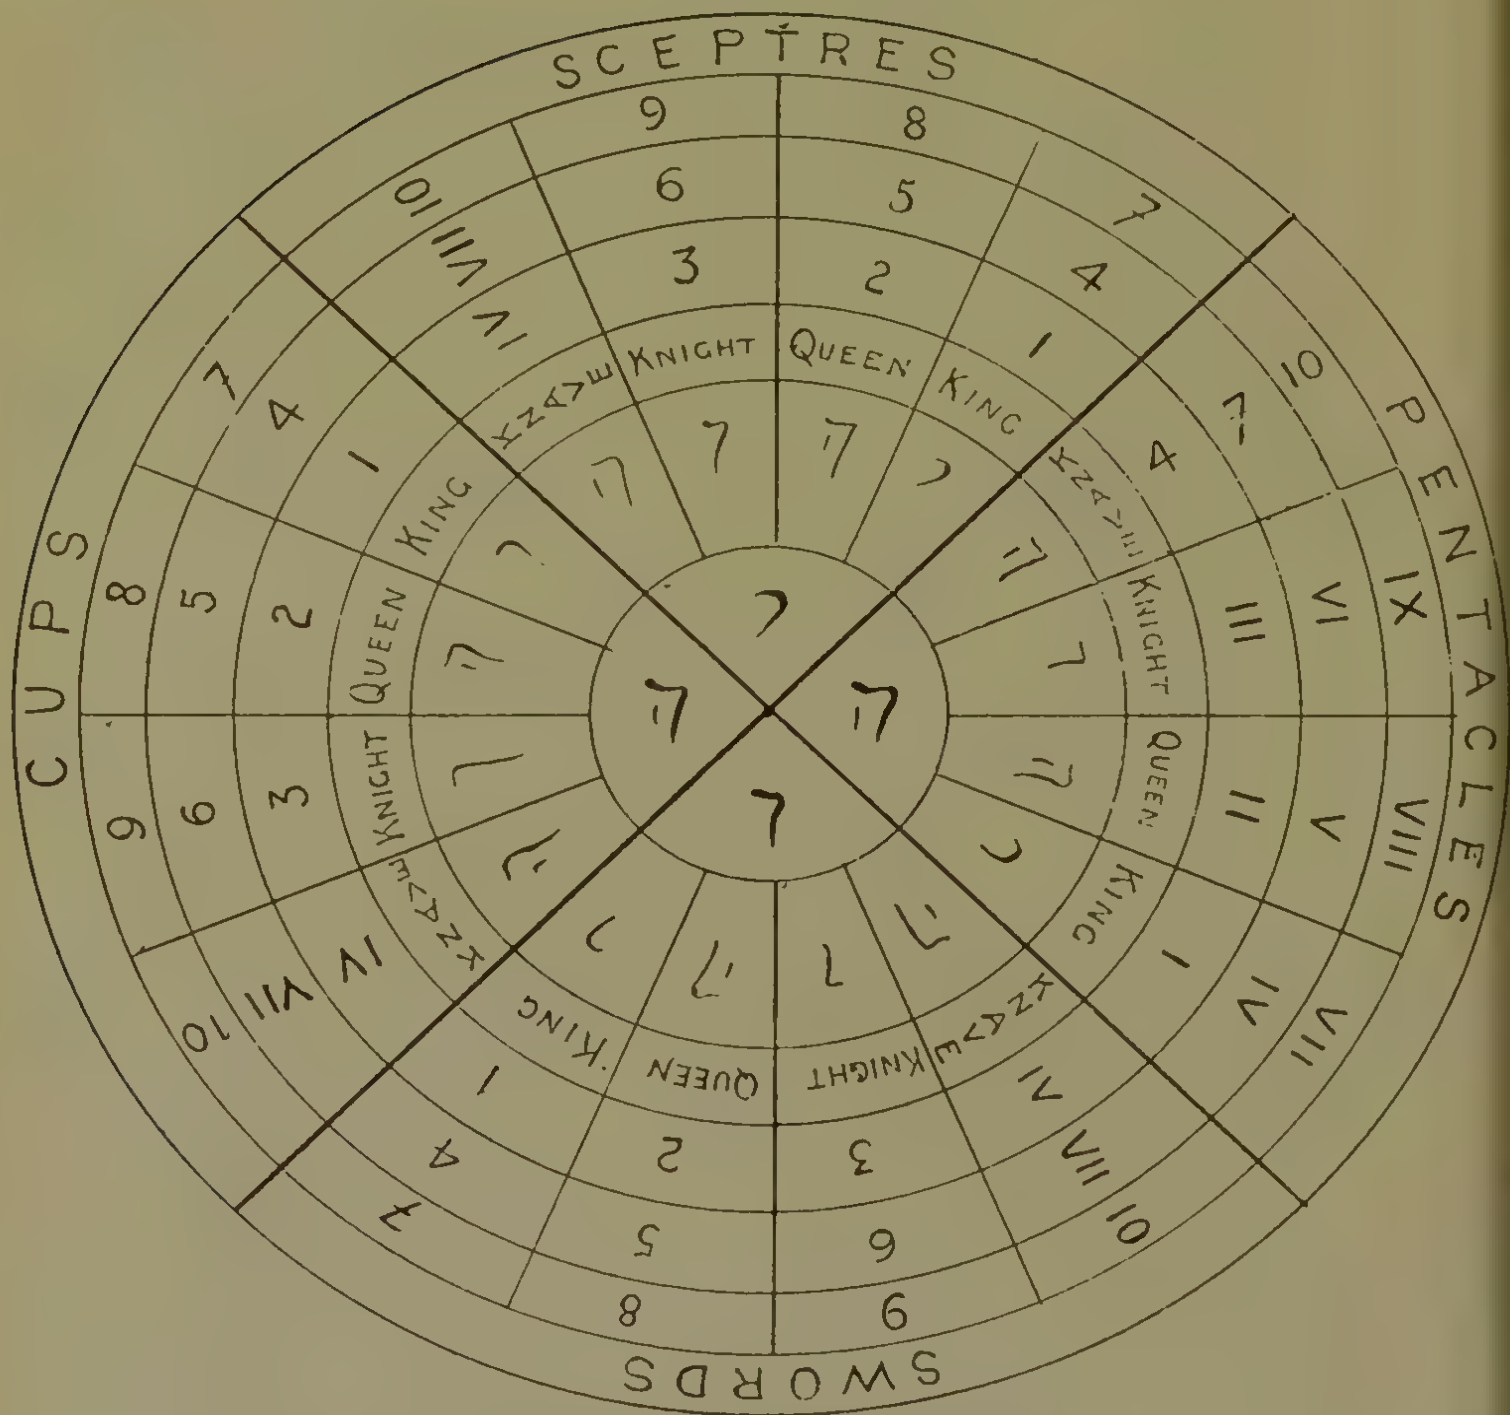 SCEPTRES
10 9 8 7
VII 6 5 4
IV 3 2 1
KNAVE KNIGHT QUEEN KING
ה ו ה י
PENTACLES
10 IX VIII VII
7 VI V IV
4 III II I
KNAVE KNIGHT QUEEN KING
ה ו ה י
SWORDS
10 9 8 7
VII 6 5 4
IV 3 2 1
KNAVE KNIGHT QUEEN KING
ה ו ה י
CUPS
10 9 8 7
VII 6 5 4
IV 3 2 1
KNAVE KNIGHT QUEEN KING
ה ו ה י
י
ה
ו
ה